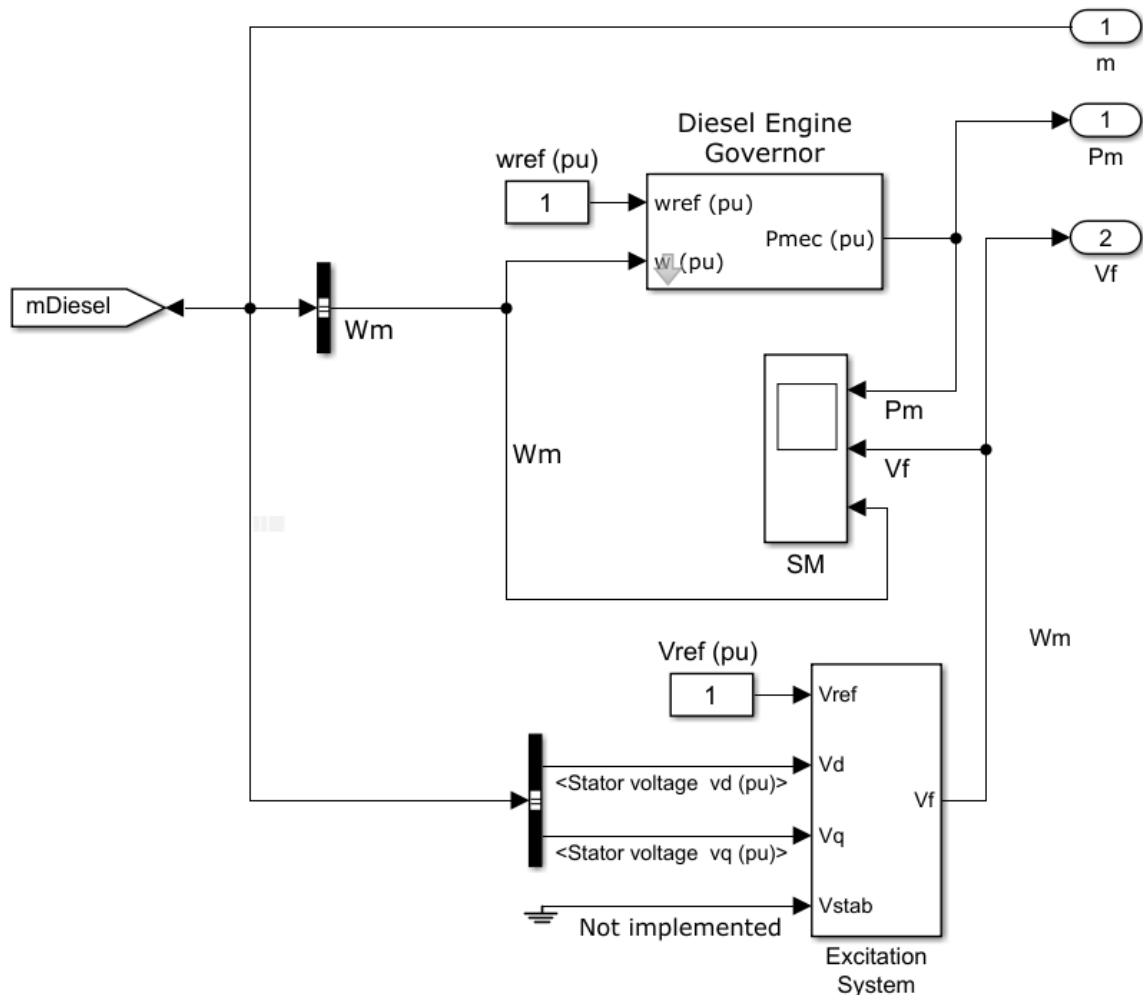 1
m
Diesel Engine
Governor
1
Pm
wref (pu)
1
wref (pu)
Pmec (pu)
w (pu)
2
Vf
mDiesel
Wm
Pm
Wm
Vf
SM
Wm
Vref (pu)
1
Vref
<Stator voltage vd (pu)>
Vd
Vf
<Stator voltage vq (pu)>
Vq
Not implemented
Vstab
Excitation
System